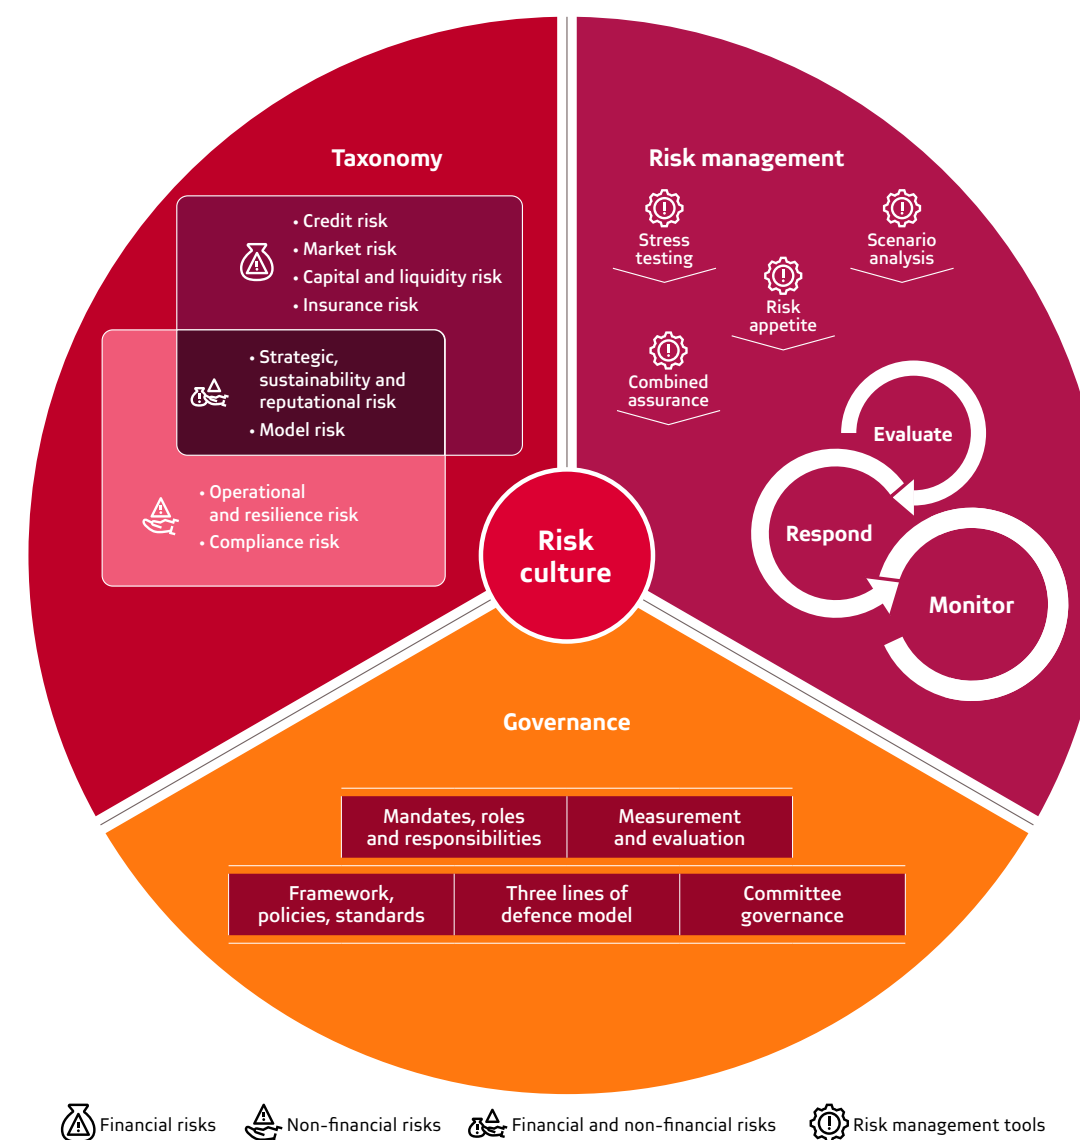 Taxonomy
• Credit risk
• Market risk
• Capital and liquidity risk
• Insurance risk
• Strategic,
sustainability and
reputational risk
• Model risk
• Operational
and resilience risk
• Compliance risk
Risk management
Stress
testing
Scenario
analysis
Risk
appetite
Combined
assurance
Evaluate
Respond
Monitor
Risk
culture
Governance
Mandates, roles
and responsibilities
Measurement
and evaluation
Framework,
policies, standards
Three lines of
defence model
Committee
governance
Financial risks
Non-financial risks
Financial and non-financial risks
Risk management tools